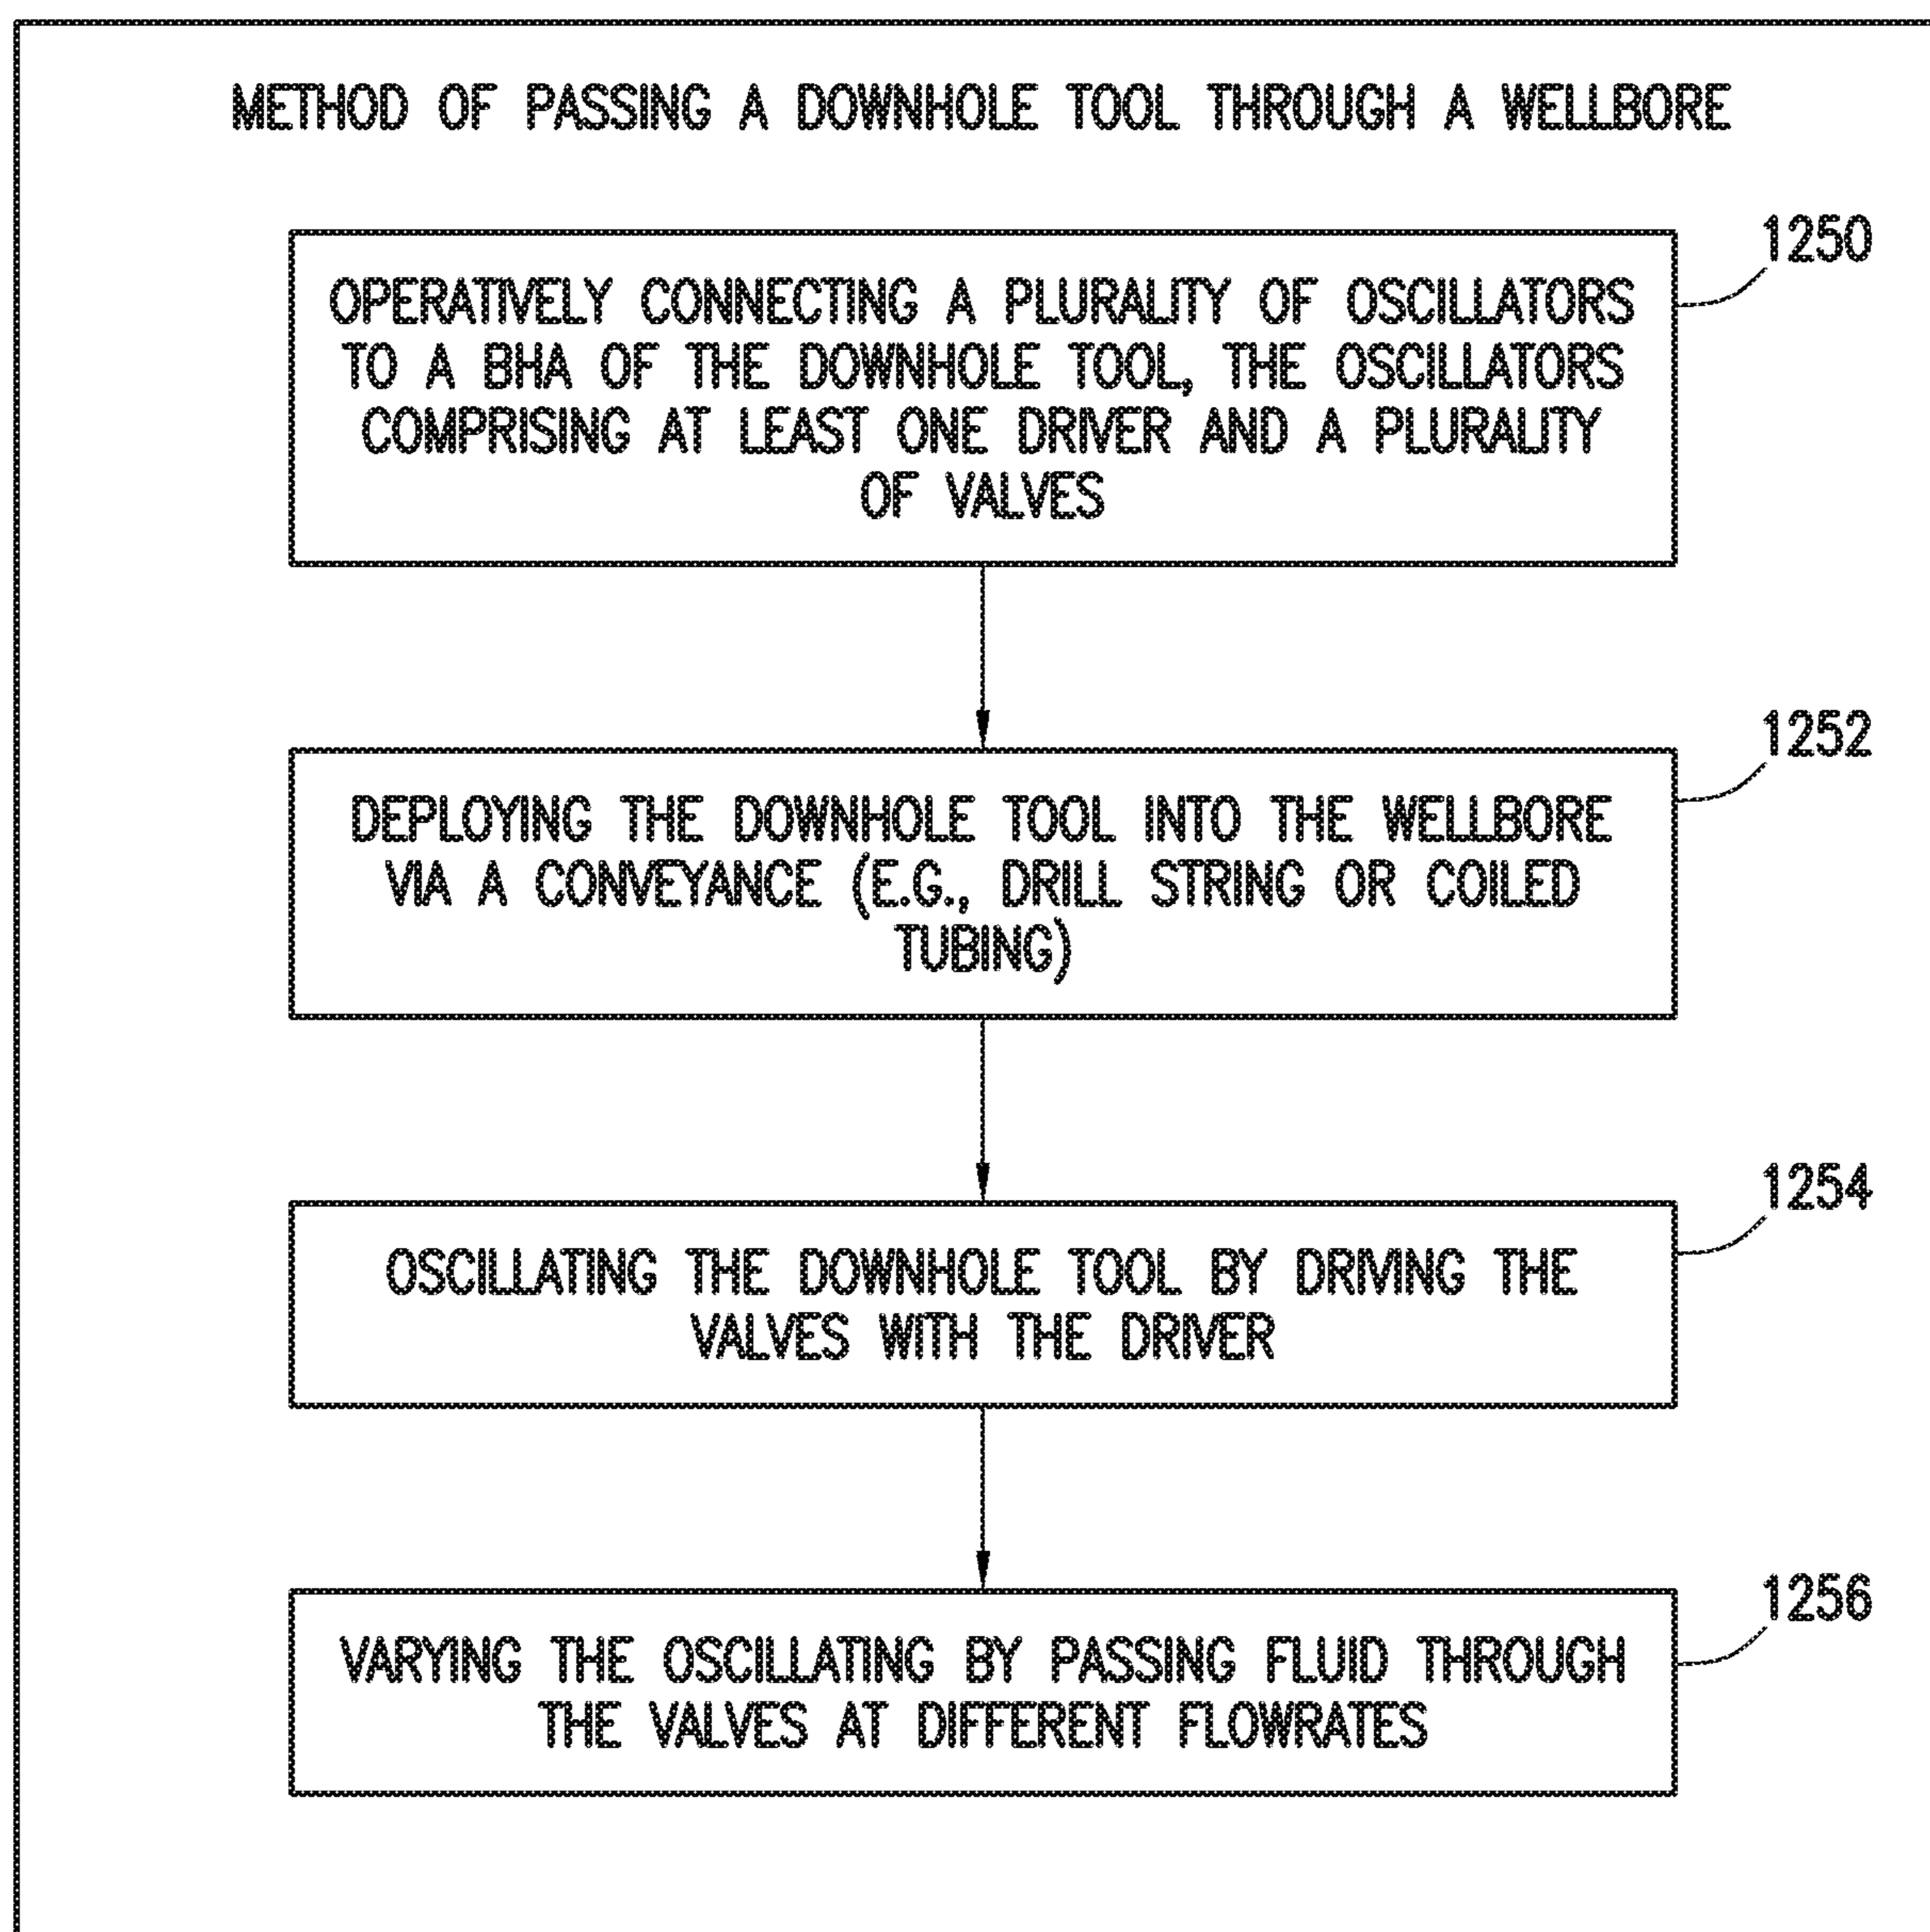 METHOD OF PASSING A DOWNHOLE TOOL THROUGH A WELLBORE
1250
OPERATIVELY CONNECTING A PLURALITY OF OSCILLATORS
TO A BHA OF THE DOWNHOLE TOOL, THE OSCILLATORS
COMPRISING AT LEAST ONE DRIVER AND A PLURALITY
OF VALVES
1252
DEPLOYING THE DOWNHOLE TOOL INTO THE WELLBORE
VIA A CONVEYANCE (E.G., DRILL STRING OR COILED
TUBING)
1254
OSCILLATING THE DOWNHOLE TOOL BY DRIVING THE
VALVES WITH THE DRIVER
1256
VARYING THE OSCILLATING BY PASSING FLUID THROUGH
THE VALVES AT DIFFERENT FLOWRATES